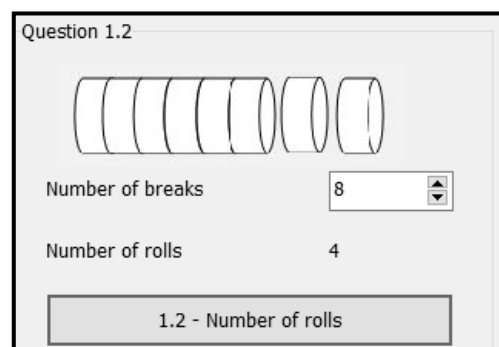 Question 1.2
Number of breaks 8
Number of rolls 4
1.2 - Number of rolls